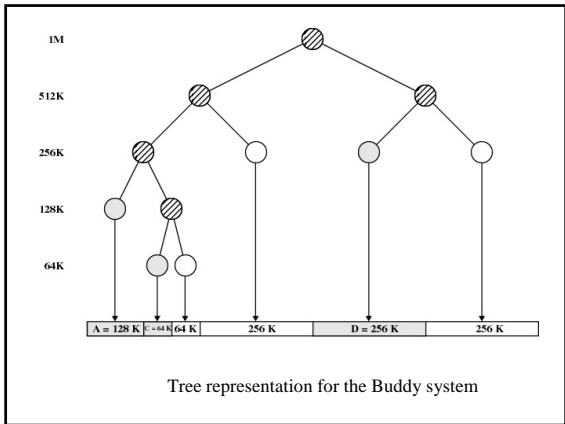 1M
512K
256K
128K
64K
A = 128 K C = 64 K 64 K 256 K D = 256 K 256 K
Tree representation for the Buddy system